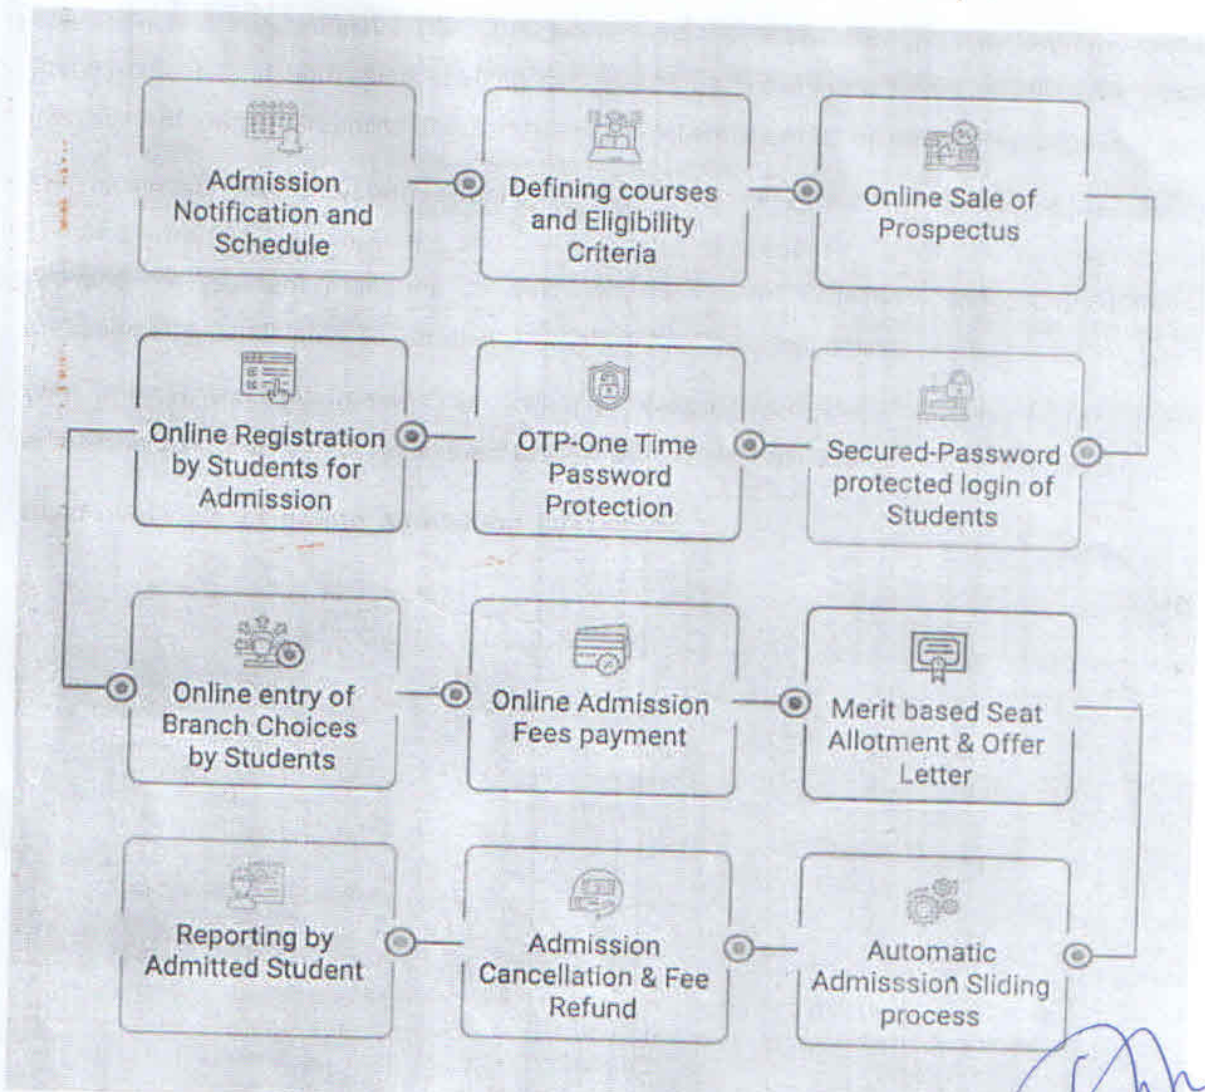 Admission
Notification and
Schedule
Defining courses
and Eligibility
Criteria
Online Sale of
Prospectus
Secured-Password
protected login of
Students
OTP-One Time
Password
Protection
Online Registration
by Students for
Admission
Online entry of
Branch Choices
by Students
Online Admission
Fees payment
Merit based Seat
Allotment & Offer
Letter
Automatic
Admisssion Sliding
process
Admission
Cancellation & Fee
Refund
Reporting by
Admitted Student